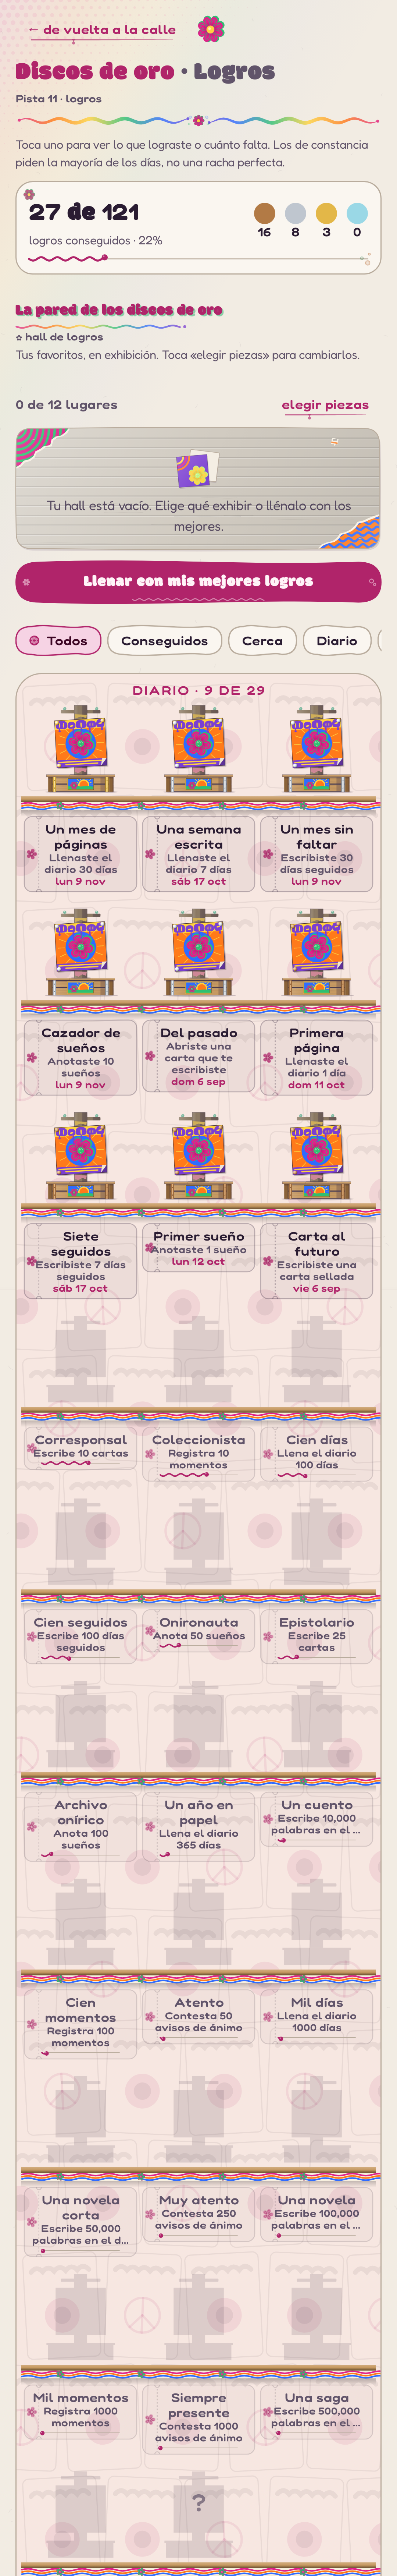 ← de vuelta a la calle
Discos de oro · Logros
Pista 11 · logros
Toca uno para ver lo que lograste o cuánto falta. Los de constancia
piden la mayoría de los días, no una racha perfecta.
27 de 121
logros conseguidos · 22%
16 8 3 0
La pared de los discos de oro
✿ hall de logros
Tus favoritos, en exhibición. Toca «elegir piezas» para cambiarlos.
0 de 12 lugares
elegir piezas
Tu hall está vacío. Elige qué exhibir o llénalo con los
mejores.
Llenar con mis mejores logros
Todos
Conseguidos
Cerca
Diario
DIARIO · 9 DE 29
Un mes de
páginas
Llenaste el
diario 30 días
lun 9 nov
Una semana
escrita
Llenaste el
diario 7 días
sáb 17 oct
Un mes sin
faltar
Escribiste 30
días seguidos
lun 9 nov
Cazador de
sueños
Anotaste 10
sueños
lun 9 nov
Del pasado
Abriste una
carta que te
escribiste
dom 6 sep
Primera
página
Llenaste el
diario 1 día
dom 11 oct
Siete
seguidos
Escribiste 7 días
seguidos
sáb 17 oct
Primer sueño
Anotaste 1 sueño
lun 12 oct
Carta al
futuro
Escribiste una
carta sellada
vie 6 sep
Corresponsal
Escribe 10 cartas
Coleccionista
Registra 10
momentos
Cien días
Llena el diario
100 días
Cien seguidos
Escribe 100 días
seguidos
Onironauta
Anota 50 sueños
Epistolario
Escribe 25
cartas
Archivo
onírico
Anota 100
sueños
Un año en
papel
Llena el diario
365 días
Un cuento
Escribe 10,000
palabras en el ...
Cien
momentos
Registra 100
momentos
Atento
Contesta 50
avisos de ánimo
Mil días
Llena el diario
1000 días
Una novela
corta
Escribe 50,000
palabras en el d...
Muy atento
Contesta 250
avisos de ánimo
Una novela
Escribe 100,000
palabras en el ...
Mil momentos
Registra 1000
momentos
Siempre
presente
Contesta 1000
avisos de ánimo
Una saga
Escribe 500,000
palabras en el ...
?